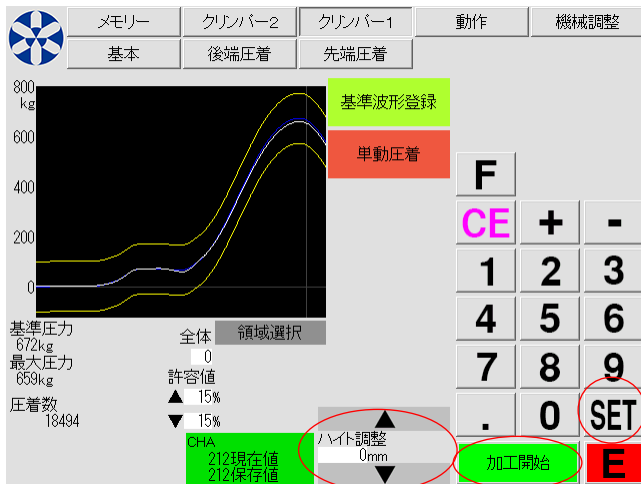 メモリー クリンバー2 クリンバー1 動作 機械調整
基本 後端圧着 先端圧着
800
kg
600
400
200
0
基準波形登録
単動圧着
F
CE + -
1 2 3
4 5 6
7 8 9
. 0 SET
基準圧力
672kg
最大圧力
659kg
圧着数
18494
全体 領域選択
0
許容値
▲ 15%
▼ 15%
CHA
212現在値
212保存値
▲
ハイト調整
0mm
▼
加工開始 E